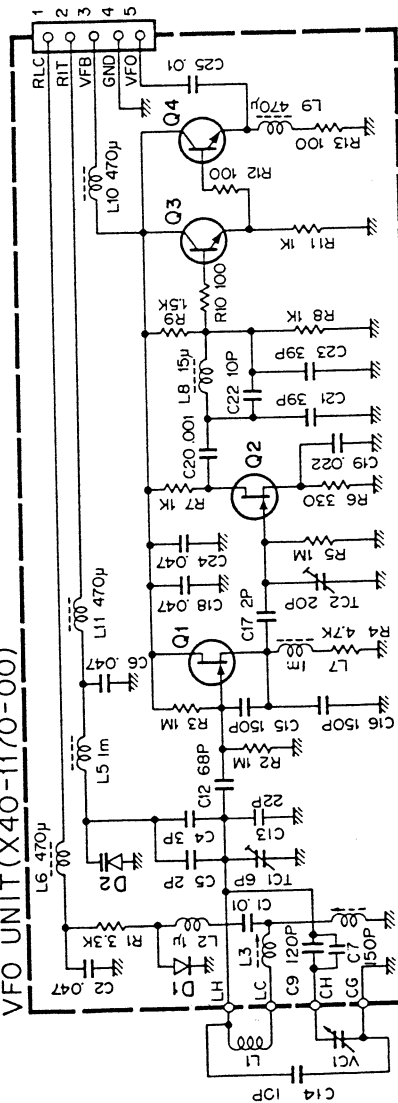 VFO UNIT (X40-1170-00)
RLC 1
RIT 2
VFB 3
GND 4
VFO 5
L6 470μ
L11 470μ
L10 470μ
C25 .01
C2 .047
R1 3.3K
D1
L2 1μ
C1 .01
L3
D2
L5 1m
C6 .047
C5 2P
C4 3P
TC1 6P
C13 22P
C12 68P
R3 1M
R2 1M
Q1
C15 150P
C16 150P
C18 .047
C24 .047
C17 2P
1m
L7
R4 4.7K
TC2 20P
R5 1M
R7 1K
Q2
R6 330
C19 .022
C20 .001
L8 15μ
C22 10P
C21 39P
C23 39P
R9 1.5K
R8 1K
R10 100
Q3
R11 1K
R12 100
Q4
L9 470μ
R13 100
LH
LC
CH
CG
L1
C9 120P
C7 150P
VC1
C14 10P